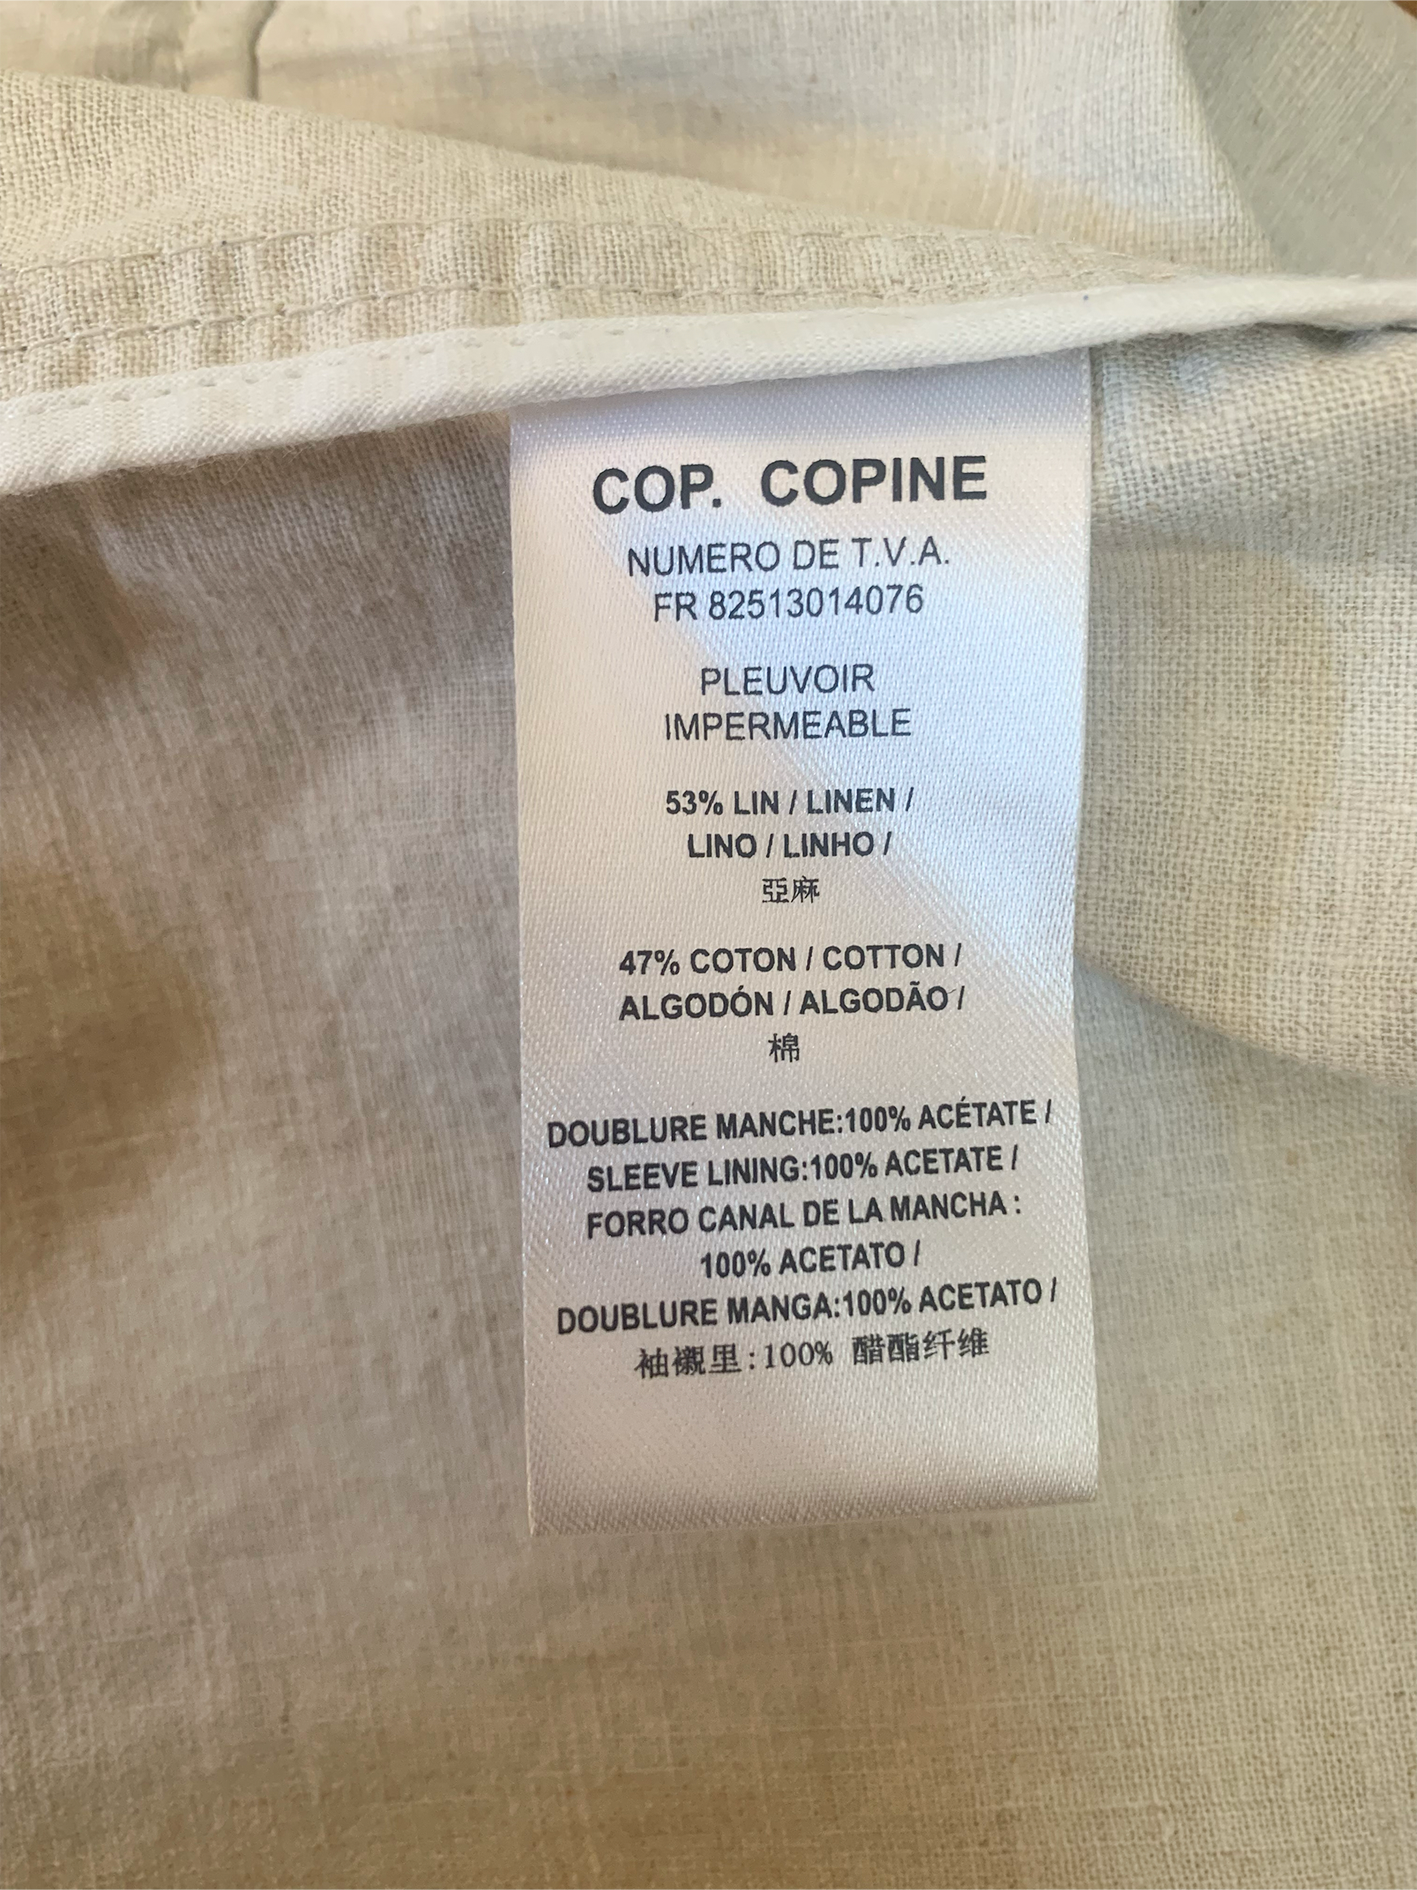 COP. COPINE
NUMERO DE T.V.A.
FR 82513014076
PLEUVOIR
IMPERMEABLE
53% LIN / LINEN /
LINO / LINHO /
亞麻
47% COTON / COTTON /
ALGODÓN / ALGODÃO /
棉
DOUBLURE MANCHE:100% ACÉTATE /
SLEEVE LINING:100% ACETATE /
FORRO CANAL DE LA MANCHA :
100% ACETATO /
DOUBLURE MANGA:100% ACETATO /
袖襯里:100% 醋酯纤维